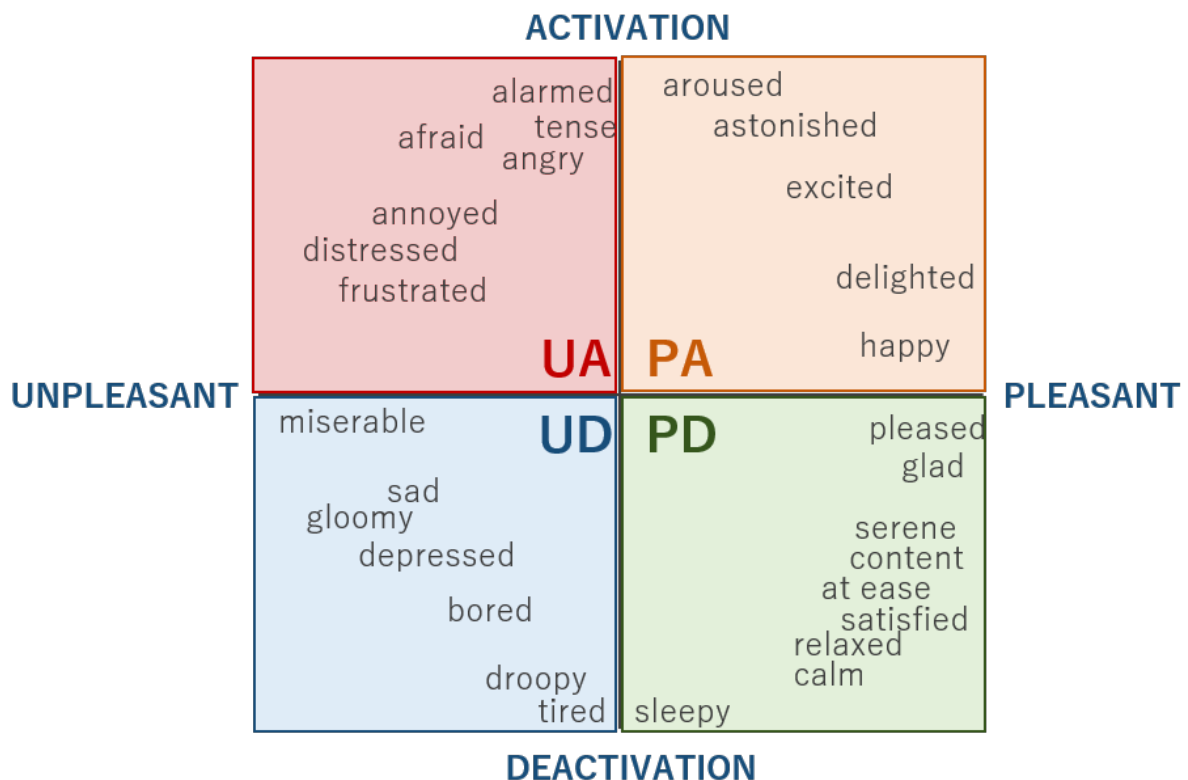 ACTIVATION
alarmed
tense
afraid
angry
annoyed
distressed
frustrated
UA
aroused
astonished
excited
delighted
happy
PA
UNPLEASANT
PLEASANT
miserable
UD
sad
gloomy
depressed
bored
droopy
tired
PD
pleased
glad
serene
content
at ease
satisfied
relaxed
calm
sleepy
DEACTIVATION